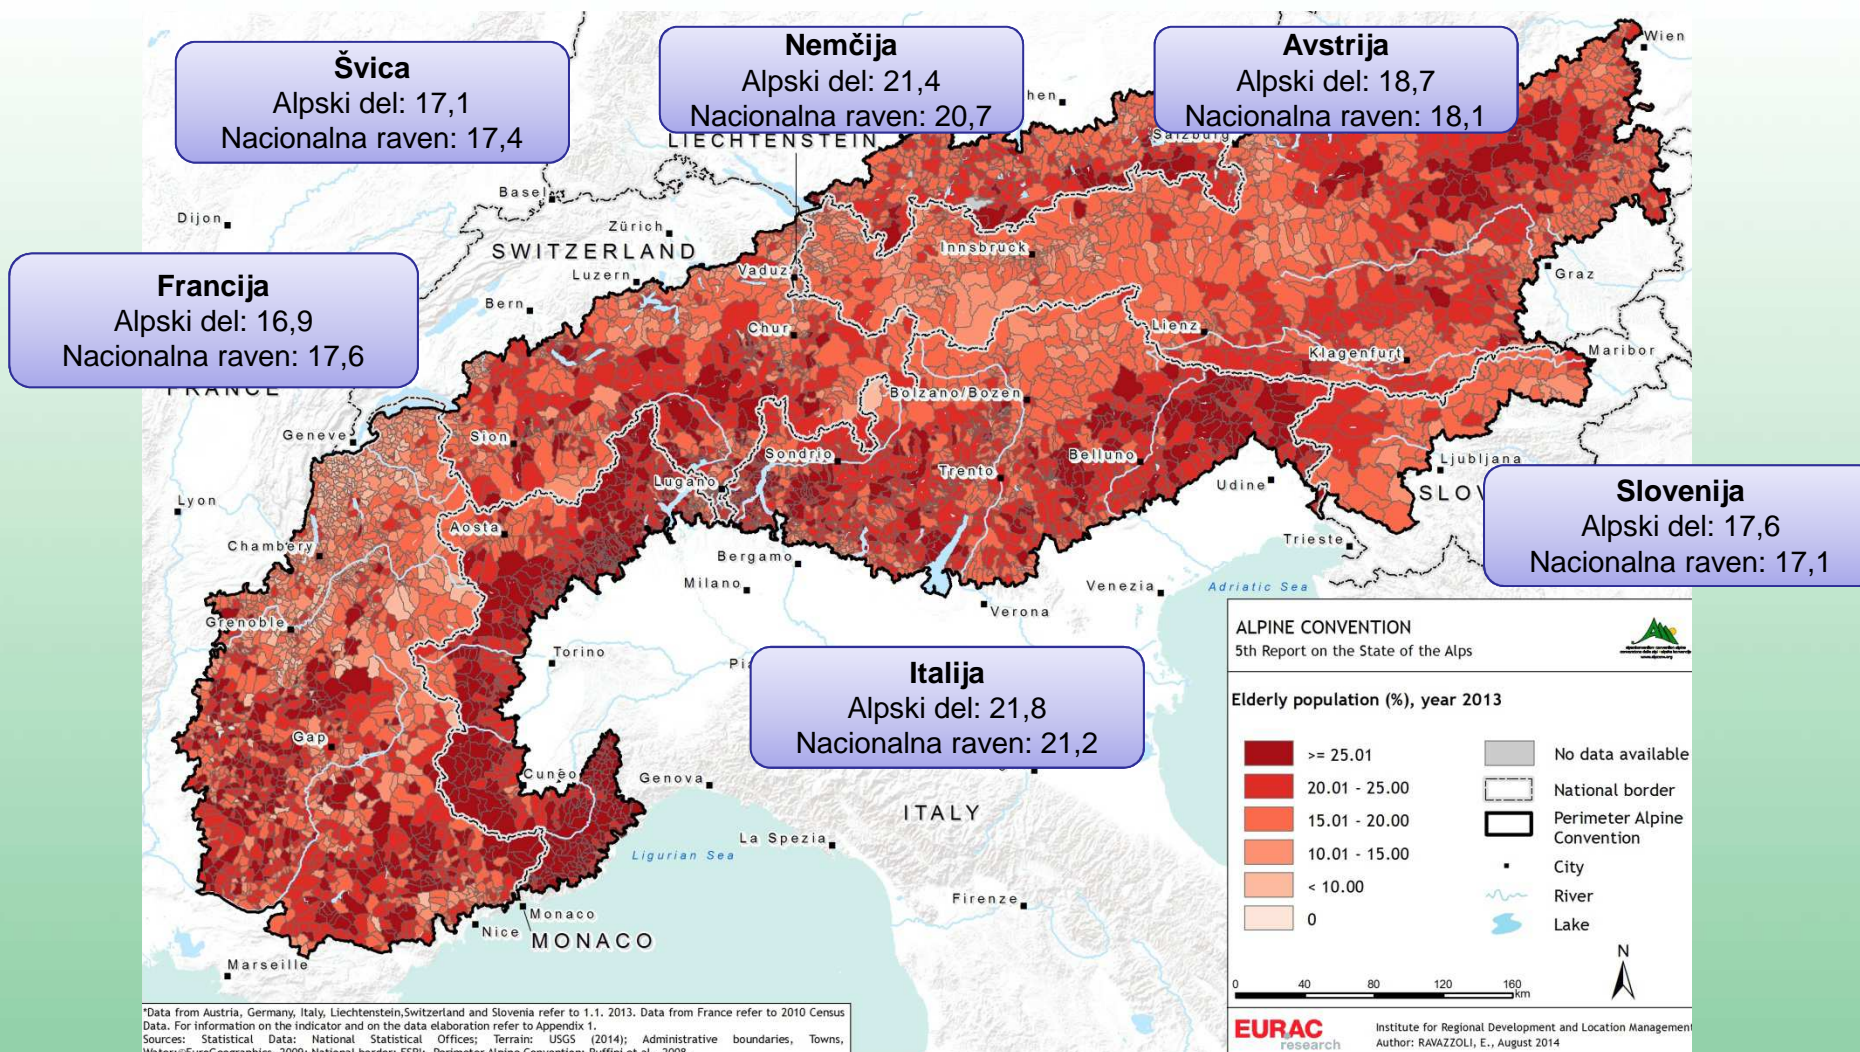 Švica
Alpski del: 17,1
Nacionalna raven: 17,4
Nemčija
Alpski del: 21,4
Nacionalna raven: 20,7
Avstrija
Alpski del: 18,7
Nacionalna raven: 18,1
Francija
Alpski del: 16,9
Nacionalna raven: 17,6
Slovenija
Alpski del: 17,6
Nacionalna raven: 17,1
Italija
Alpski del: 21,8
Nacionalna raven: 21,2
Wien
Salzburg
LIECHTENSTEIN
Basel
Dijon
Zürich
SWITZERLAND
Luzern
Vaduz
Innsbruck
Graz
Bern
Chur
Lienz
Klagenfurt
Maribor
FRANCE
Bolzano/Bozen
Geneve
Sion
Sondrio
Trento
Belluno
Ljubljana
Lugano
Udine
Lyon
Aosta
Trieste
Chambery
Bergamo
Milano
Venezia
Adriatic Sea
Verona
Grenoble
Torino
Gap
Cuneo
Genova
ITALY
La Spezia
Ligurian Sea
Firenze
Monaco
Nice
MONACO
Marseille
ALPINE CONVENTION
5th Report on the State of the Alps
Elderly population (%), year 2013
>= 25.01
20.01 - 25.00
15.01 - 20.00
10.01 - 15.00
< 10.00
0
No data available
National border
Perimeter Alpine
Convention
City
River
Lake
N
0 40 80 120 160
km
EURAC
research
Institute for Regional Development and Location Management
Author: RAVAZZOLI, E., August 2014
*Data from Austria, Germany, Italy, Liechtenstein,Switzerland and Slovenia refer to 1.1. 2013. Data from France refer to 2010 Census
Data. For information on the indicator and on the data elaboration refer to Appendix 1.
Sources: Statistical Data: National Statistical Offices; Terrain: USGS (2014); Administrative boundaries, Towns,